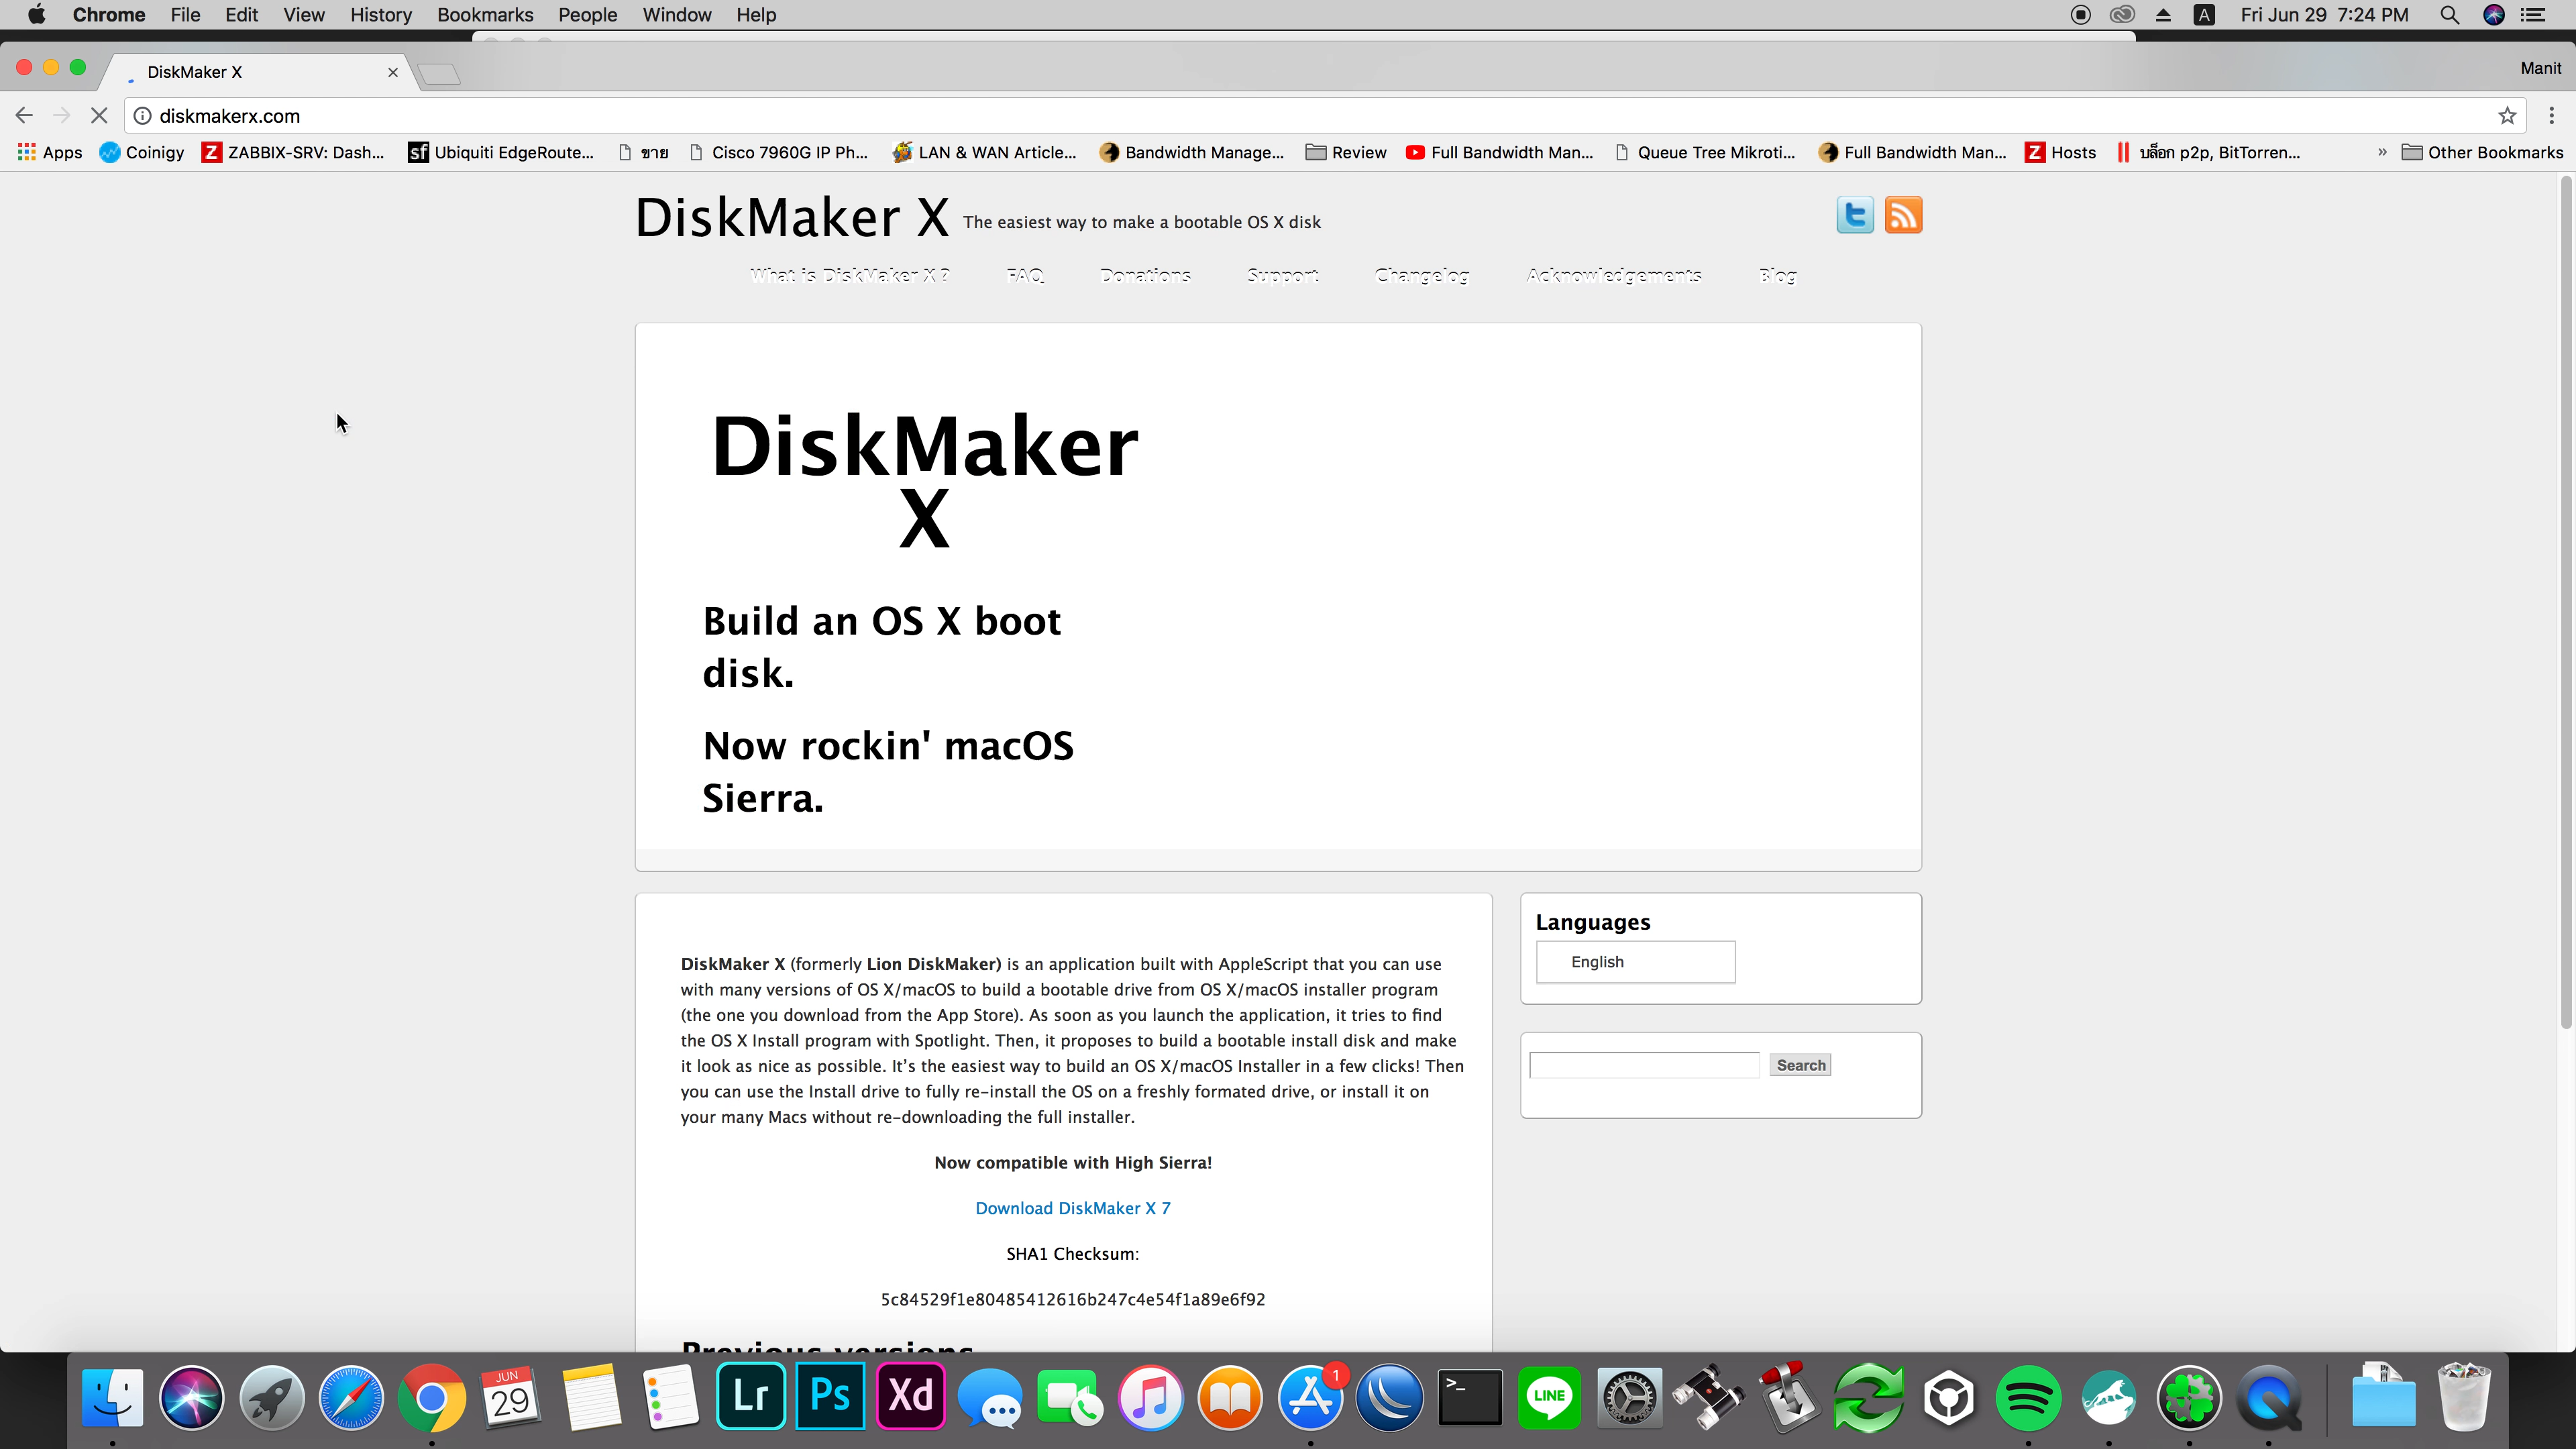 Chrome File Edit View History Bookmarks People Window Help
A Fri Jun 29 7:24 PM
DiskMaker X
Manit
diskmakerx.com
Apps Coinigy Z ZABBIX-SRV: Dash... sf Ubiquiti EdgeRoute... ขาย Cisco 7960G IP Ph... LAN & WAN Article... Bandwidth Manage... Review Full Bandwidth Man... Queue Tree Mikroti... Full Bandwidth Man... Z Hosts บล็อก p2p, BitTorren... » Other Bookmarks
DiskMaker X The easiest way to make a bootable OS X disk
What is DiskMaker X ? FAQ Donations Support Changelog Acknowledgements Blog
DiskMaker
X
Build an OS X boot
disk.
Now rockin' macOS
Sierra.
DiskMaker X (formerly Lion DiskMaker) is an application built with AppleScript that you can use
with many versions of OS X/macOS to build a bootable drive from OS X/macOS installer program
(the one you download from the App Store). As soon as you launch the application, it tries to find
the OS X Install program with Spotlight. Then, it proposes to build a bootable install disk and make
it look as nice as possible. It's the easiest way to build an OS X/macOS Installer in a few clicks! Then
you can use the Install drive to fully re-install the OS on a freshly formated drive, or install it on
your many Macs without re-downloading the full installer.
Now compatible with High Sierra!
Download DiskMaker X 7
SHA1 Checksum:
5c84529f1e80485412616b247c4e54f1a89e6f92
Previous versions
Languages
English
Search
JUN
29
Lr Ps Xd
1
>_
LINE